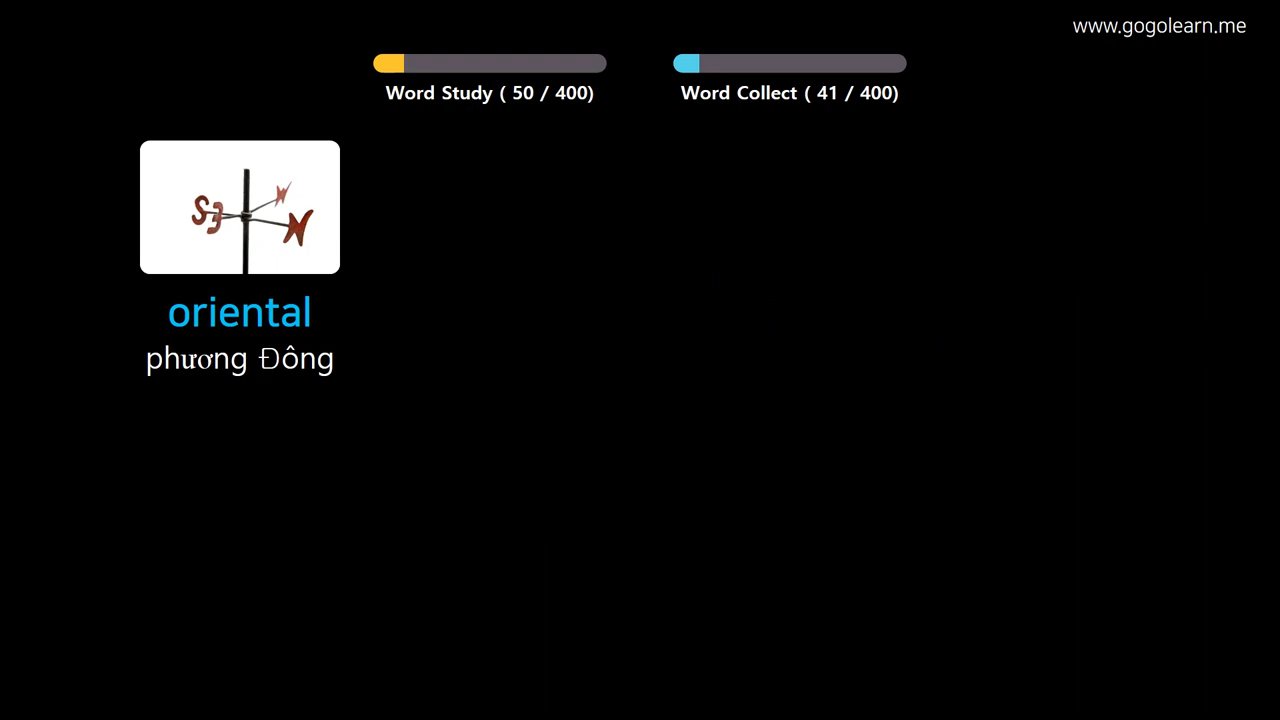 www.gogolearn.me
Word Study ( 50 / 400)
Word Collect ( 41 / 400)
S E N N
oriental
phương Đông